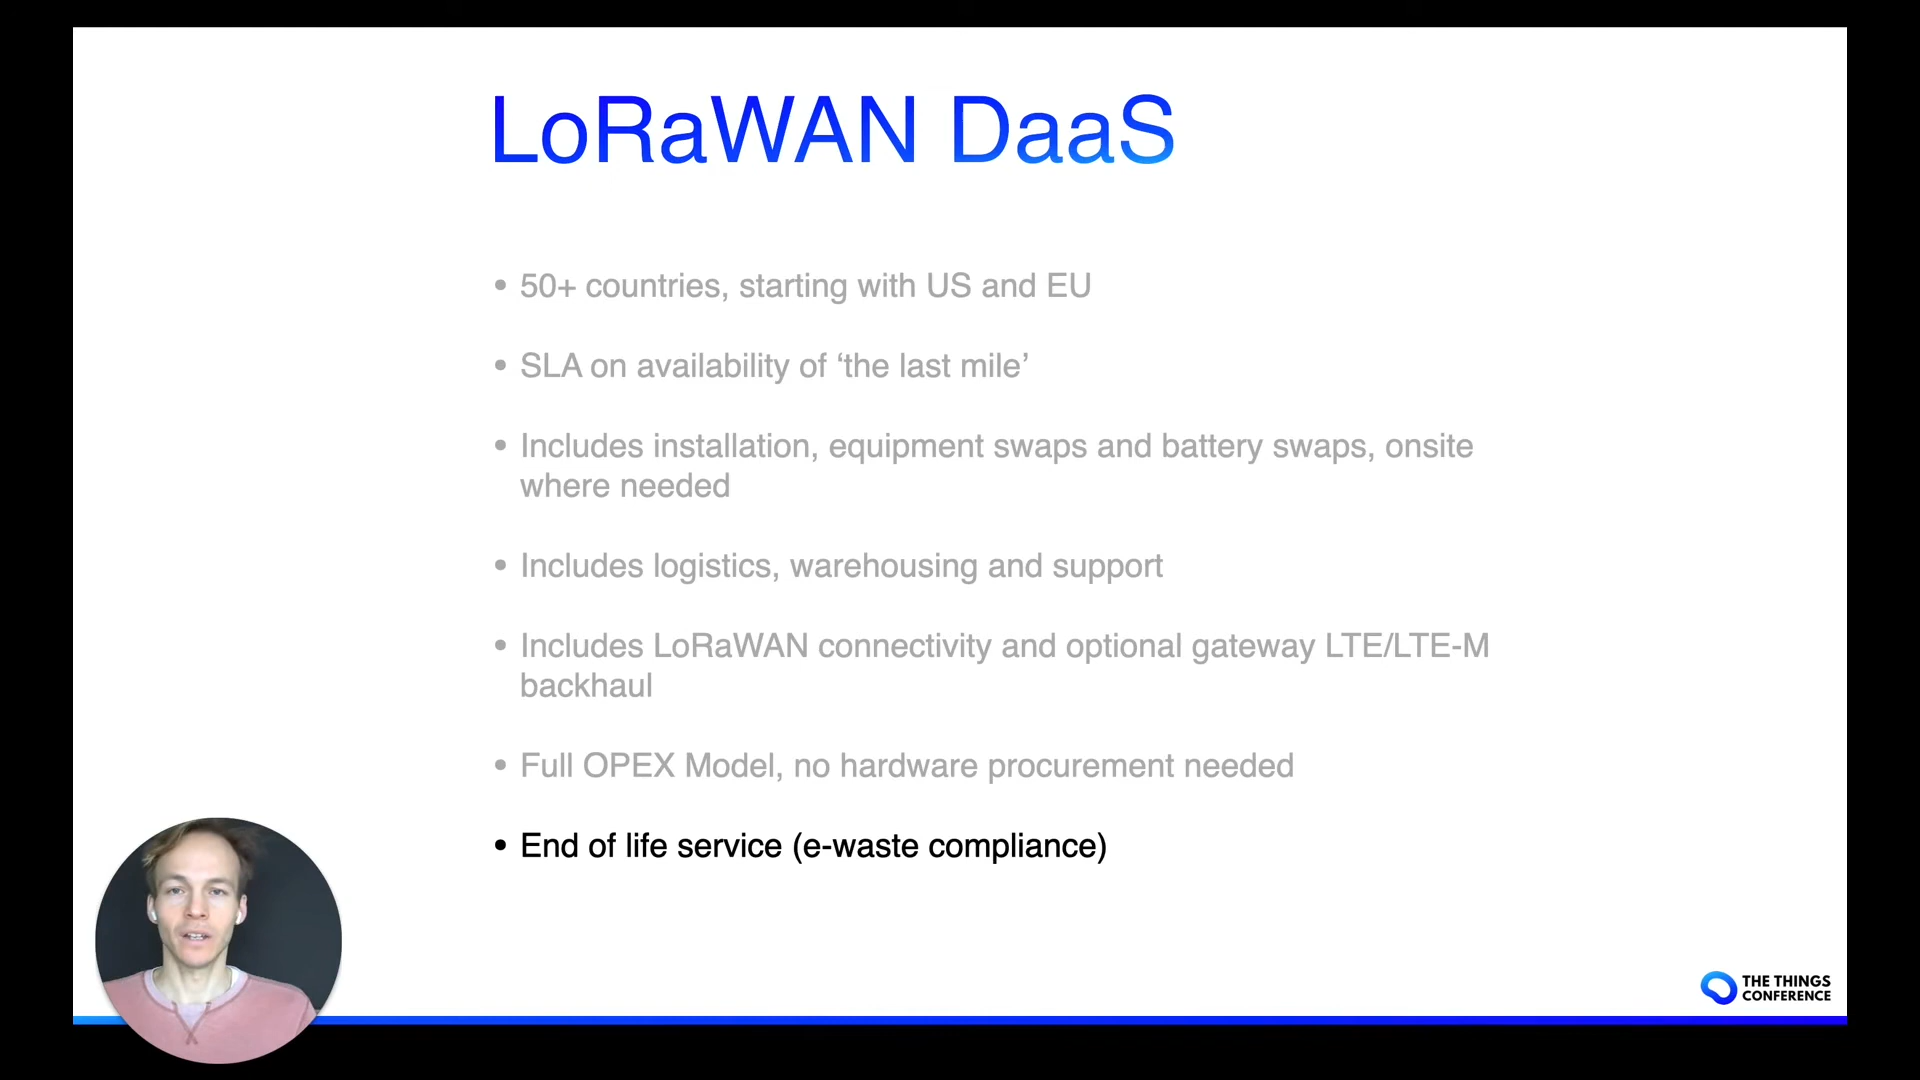 LoRaWAN DaaS
• 50+ countries, starting with US and EU
• SLA on availability of ‘the last mile’
• Includes installation, equipment swaps and battery swaps, onsite
where needed
• Includes logistics, warehousing and support
• Includes LoRaWAN connectivity and optional gateway LTE/LTE-M
backhaul
• Full OPEX Model, no hardware procurement needed
• End of life service (e-waste compliance)
THE THINGS
CONFERENCE